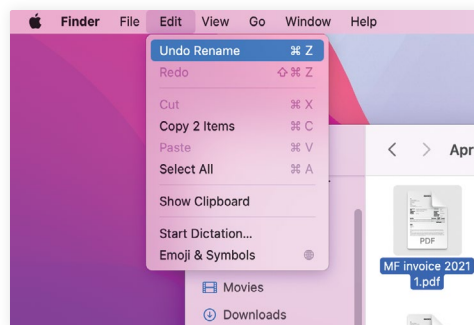 Finder File Edit View Go Window Help
Undo Rename ⌘ Z
Redo ⇧ ⌘ Z
Cut ⌘ X
Copy 2 Items ⌘ C
Paste ⌘ V
Select All ⌘ A
Show Clipboard
Start Dictation...
Emoji & Symbols
Apr
PDF
MF invoice 2021
1.pdf
Movies
Downloads